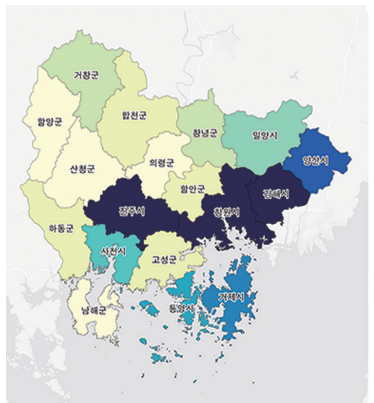 거창군
함양군
합천군
창녕군
밀양시
양산시
산청군
의령군
함안군
김해시
진주시
창원시
하동군
사천시
고성군
거제시
통영시
남해군